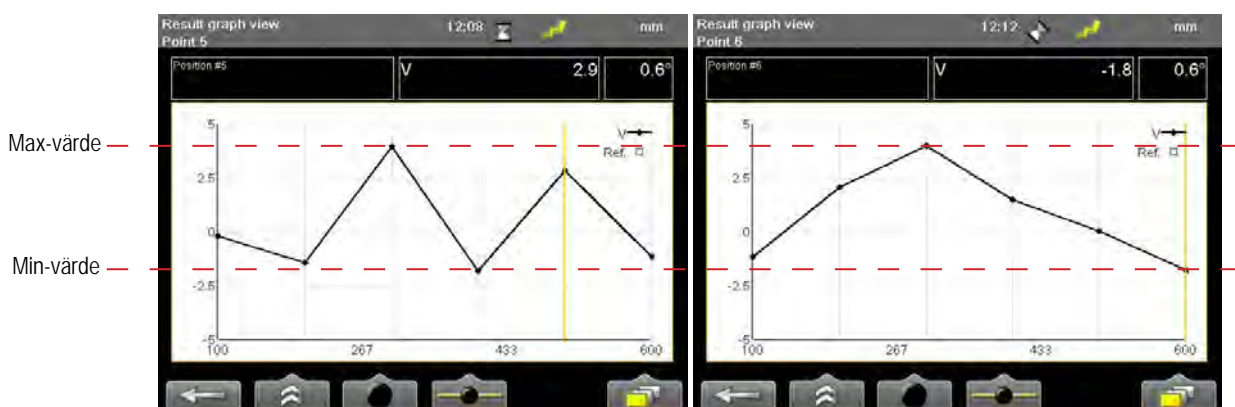 Result graph view 12:08 mm
Point 5
Position #5 V 2.9 0.6°
5
V
Ref.
2.5
0
-2.5
-5
100 267 433 600
Result graph view 12:12 mm
Point 6
Position #6 V -1.8 0.6°
5
V
Ref.
2.5
0
-2.5
-5
100 267 433 600
Max-värde
Min-värde